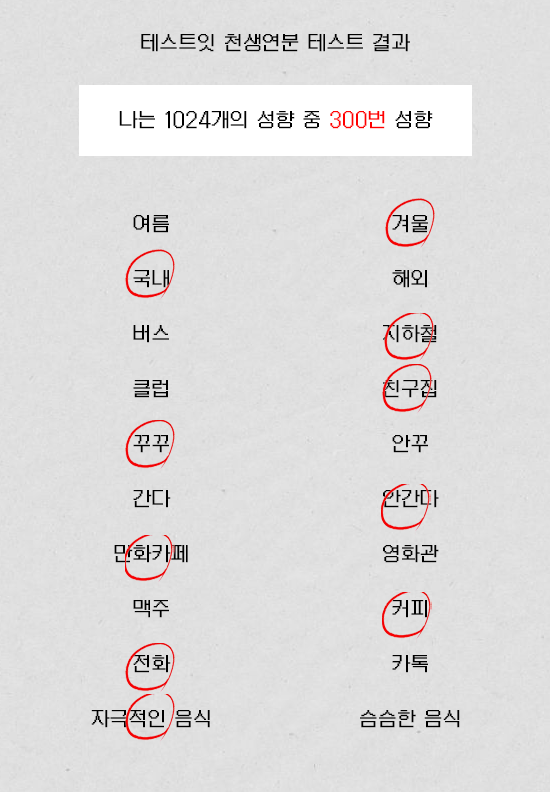 테스트잇 천생연분 테스트 결과
나는 1024개의 성향 중 300번 성향
여름 겨울
국내 해외
버스 지하철
클럽 친구집
꾸꾸 안꾸
간다 안간다
만화카페 영화관
맥주 커피
전화 카톡
자극적인 음식 슴슴한 음식